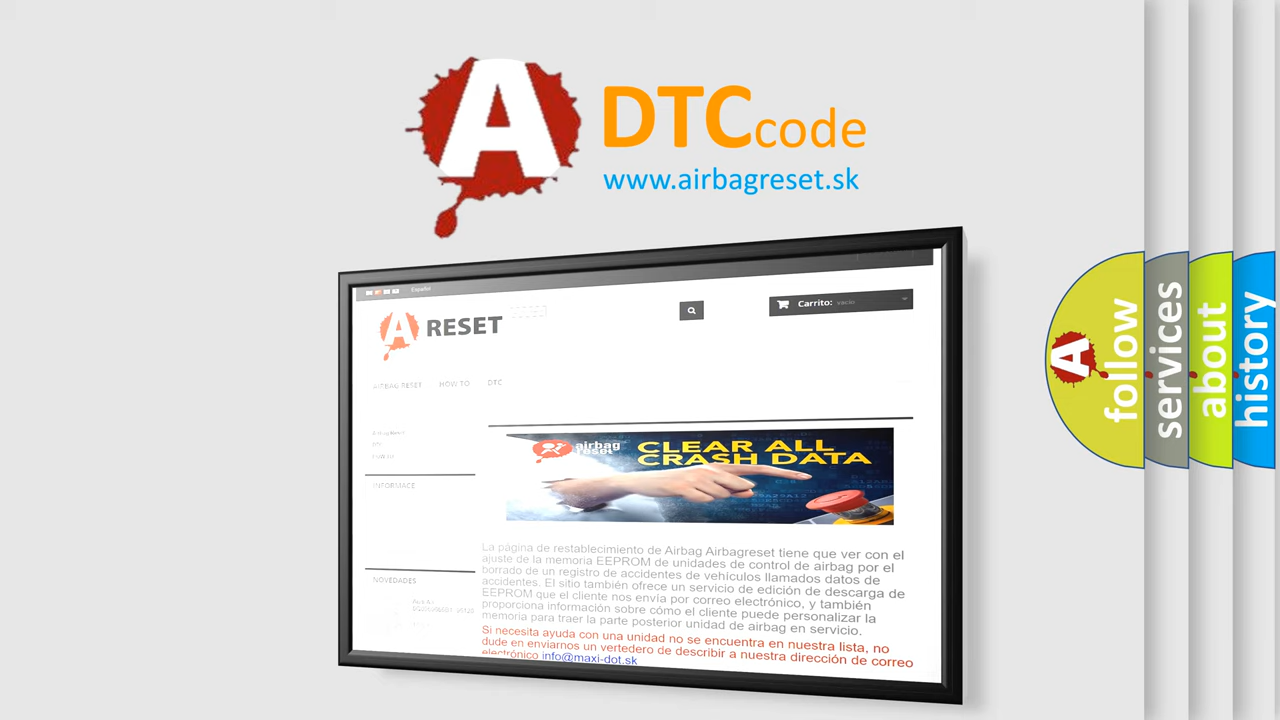 A
DTCcode
www.airbagreset.sk
Español
A RESET
Carrito: vacío
AIRBAG RESET HOW TO DTC
airbag
reset
CLEAR ALL
CRASH DATA
INFORMACE
NOVEDADES
La página de restablecimiento de Airbag Airbagreset tiene que ver con el
ajuste de la memoria EEPROM de unidades de control de airbag por el
borrado de un registro de accidentes de vehículos llamados datos de
accidentes. El sitio también ofrece un servicio de edición de descarga de
EEPROM que el cliente nos envía por correo electrónico, y también
proporciona información sobre cómo el cliente puede personalizar la
memoria para traer la parte posterior unidad de airbag en servicio.
Si necesita ayuda con una unidad no se encuentra en nuestra lista, no
dude en enviarnos un vertedero de describir a nuestra dirección de correo
electrónico info@maxi-dot.sk
A
follow
services
about
history